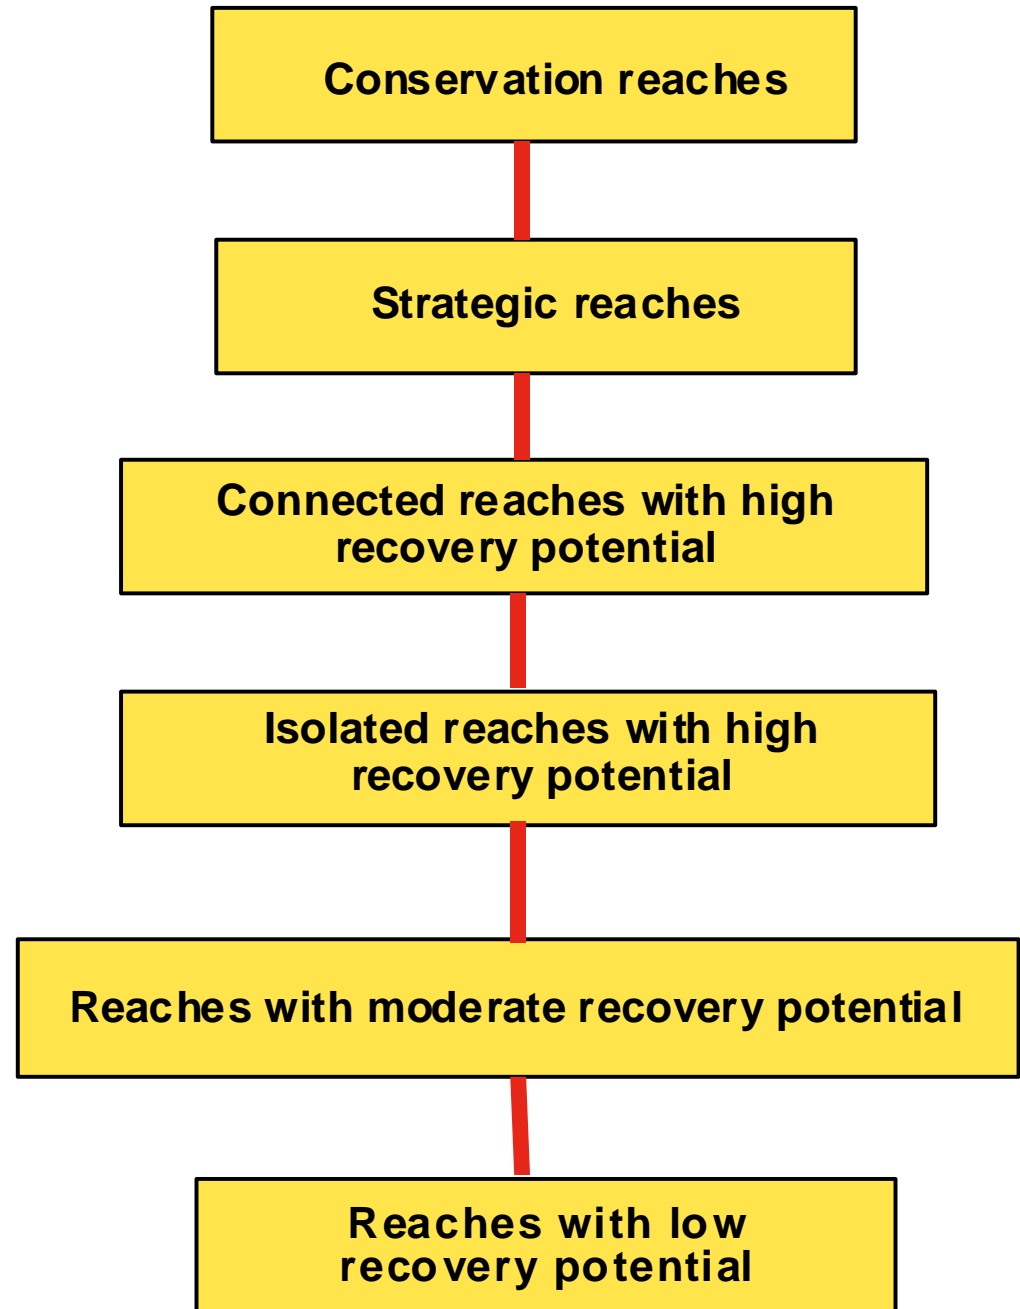 Conservation reaches
Strategic reaches
Connected reaches with high
recovery potential
Isolated reaches with high
recovery potential
Reaches with moderate recovery potential
Reaches with low
recovery potential